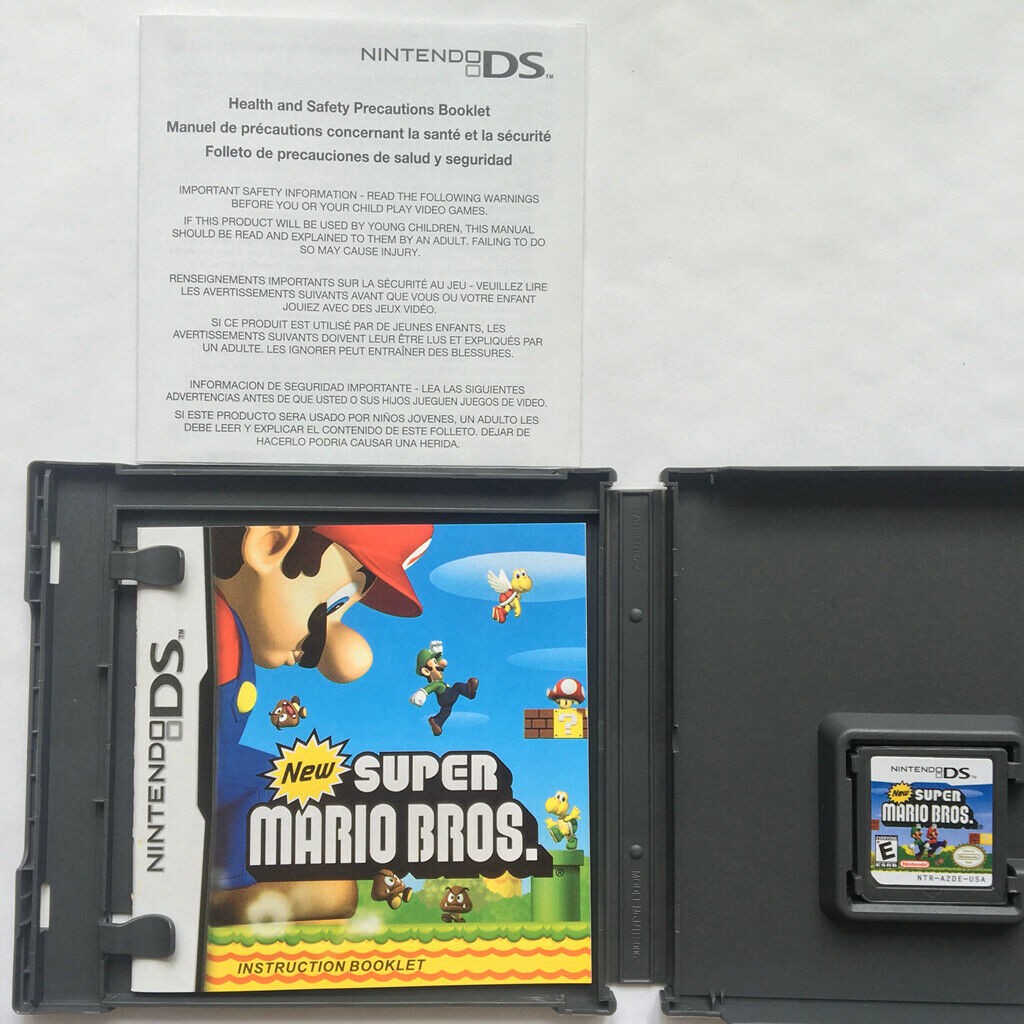 NINTENDO DS™
Health and Safety Precautions Booklet
Manuel de précautions concernant la santé et la sécurité
Folleto de precauciones de salud y seguridad
IMPORTANT SAFETY INFORMATION - READ THE FOLLOWING WARNINGS
BEFORE YOU OR YOUR CHILD PLAY VIDEO GAMES.
IF THIS PRODUCT WILL BE USED BY YOUNG CHILDREN, THIS MANUAL
SHOULD BE READ AND EXPLAINED TO THEM BY AN ADULT. FAILING TO DO
SO MAY CAUSE INJURY.
RENSEIGNEMENTS IMPORTANTS SUR LA SÉCURITÉ AU JEU - VEUILLEZ LIRE
LES AVERTISSEMENTS SUIVANTS AVANT QUE VOUS OU VOTRE ENFANT
JOUIEZ AVEC DES JEUX VIDÉO.
SI CE PRODUIT EST UTILISÉ PAR DE JEUNES ENFANTS, LES
AVERTISSEMENTS SUIVANTS DOIVENT LEUR ÊTRE LUS ET EXPLIQUÉS PAR
UN ADULTE. LES IGNORER PEUT ENTRAÎNER DES BLESSURES.
INFORMACION DE SEGURIDAD IMPORTANTE - LEA LAS SIGUIENTES
ADVERTENCIAS ANTES DE QUE USTED O SUS HIJOS JUEGUEN JUEGOS DE VIDEO.
SI ESTE PRODUCTO SERA USADO POR NIÑOS JOVENES, UN ADULTO LES
DEBE LEER Y EXPLICAR EL CONTENIDO DE ESTE FOLLETO. DEJAR DE
HACERLO PODRIA CAUSAR UNA HERIDA.
NINTENDO DS™
?
New SUPER
MARIO BROS.®
INSTRUCTION BOOKLET
NINTENDO DS™
New SUPER
MARIO BROS.
EVERYONE
E
ESRB
Nintendo
NTR-A2DE-USA